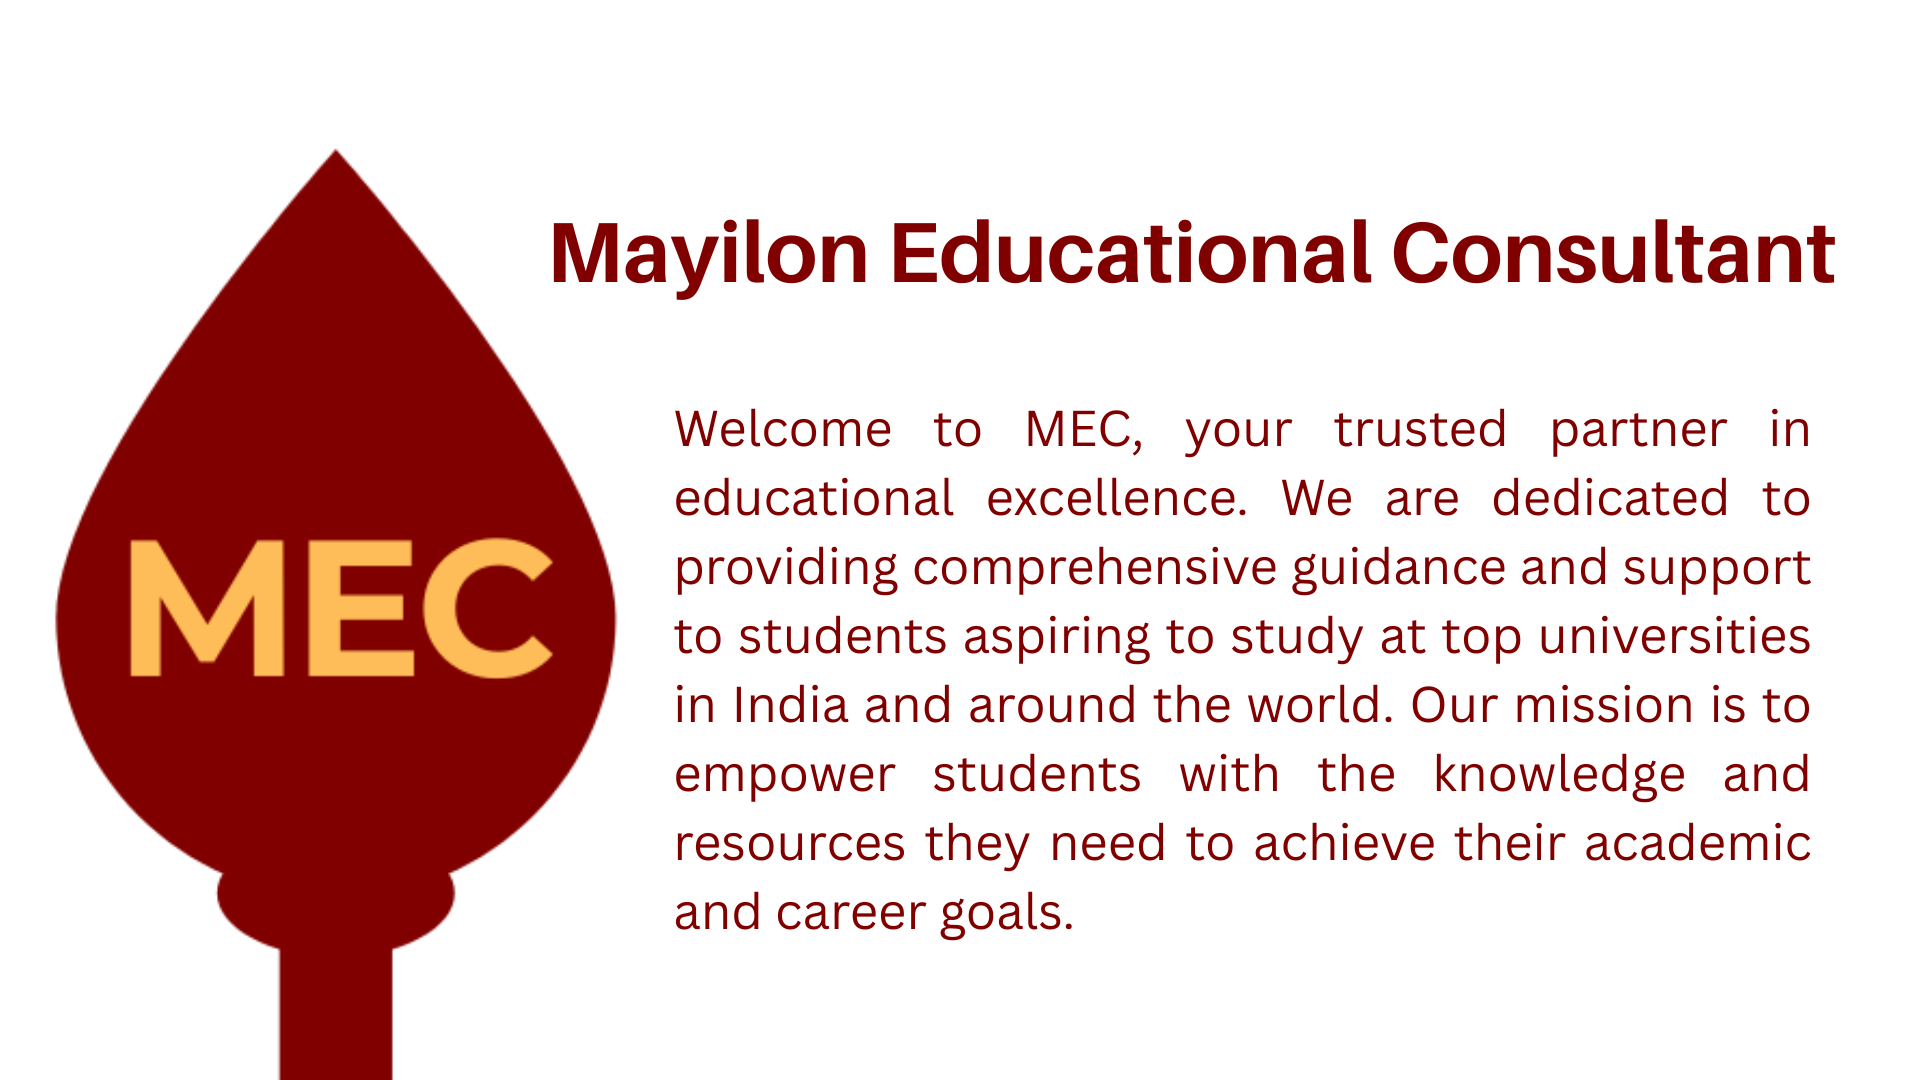 Mayilon Educational Consultant
MEC
Welcome to MEC, your trusted partner in
educational excellence. We are dedicated to
providing comprehensive guidance and support
to students aspiring to study at top universities
in India and around the world. Our mission is to
empower students with the knowledge and
resources they need to achieve their academic
and career goals.